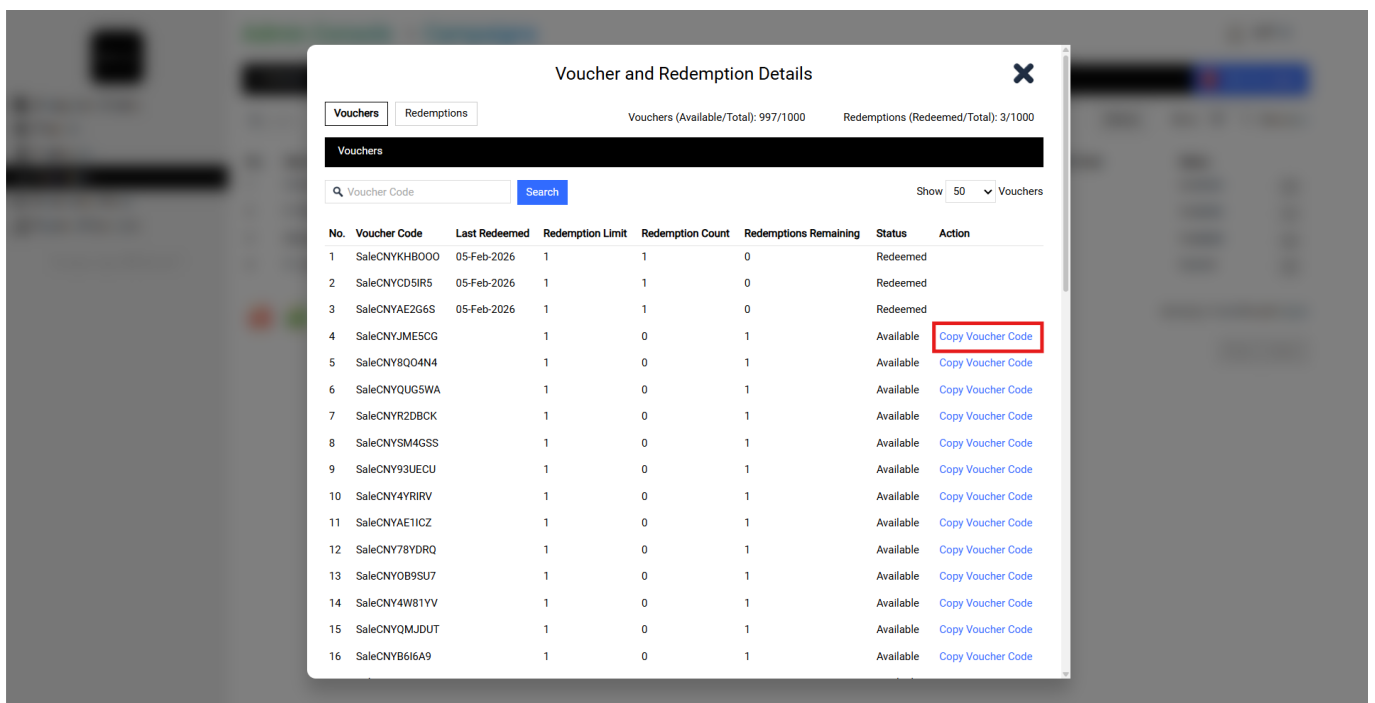 Voucher and Redemption Details
Vouchers Redemptions Vouchers (Available/Total): 997/1000 Redemptions (Redeemed/Total): 3/1000
Vouchers
Voucher Code Search Show 50 Vouchers
No. Voucher Code Last Redeemed Redemption Limit Redemption Count Redemptions Remaining Status Action
1 SaleCNYKHBOOO 05-Feb-2026 1 1 0 Redeemed
2 SaleCNYCD5IR5 05-Feb-2026 1 1 0 Redeemed
3 SaleCNYAE2G6S 05-Feb-2026 1 1 0 Redeemed
4 SaleCNYJME5CG 1 0 1 Available Copy Voucher Code
5 SaleCNY8QO4N4 1 0 1 Available Copy Voucher Code
6 SaleCNYQUG5WA 1 0 1 Available Copy Voucher Code
7 SaleCNYR2DBCK 1 0 1 Available Copy Voucher Code
8 SaleCNYSM4GSS 1 0 1 Available Copy Voucher Code
9 SaleCNY93UECU 1 0 1 Available Copy Voucher Code
10 SaleCNY4YRIRV 1 0 1 Available Copy Voucher Code
11 SaleCNYAE1ICZ 1 0 1 Available Copy Voucher Code
12 SaleCNY78YDRQ 1 0 1 Available Copy Voucher Code
13 SaleCNYOB9SU7 1 0 1 Available Copy Voucher Code
14 SaleCNY4W81YV 1 0 1 Available Copy Voucher Code
15 SaleCNYQMJDUT 1 0 1 Available Copy Voucher Code
16 SaleCNYB6I6A9 1 0 1 Available Copy Voucher Code